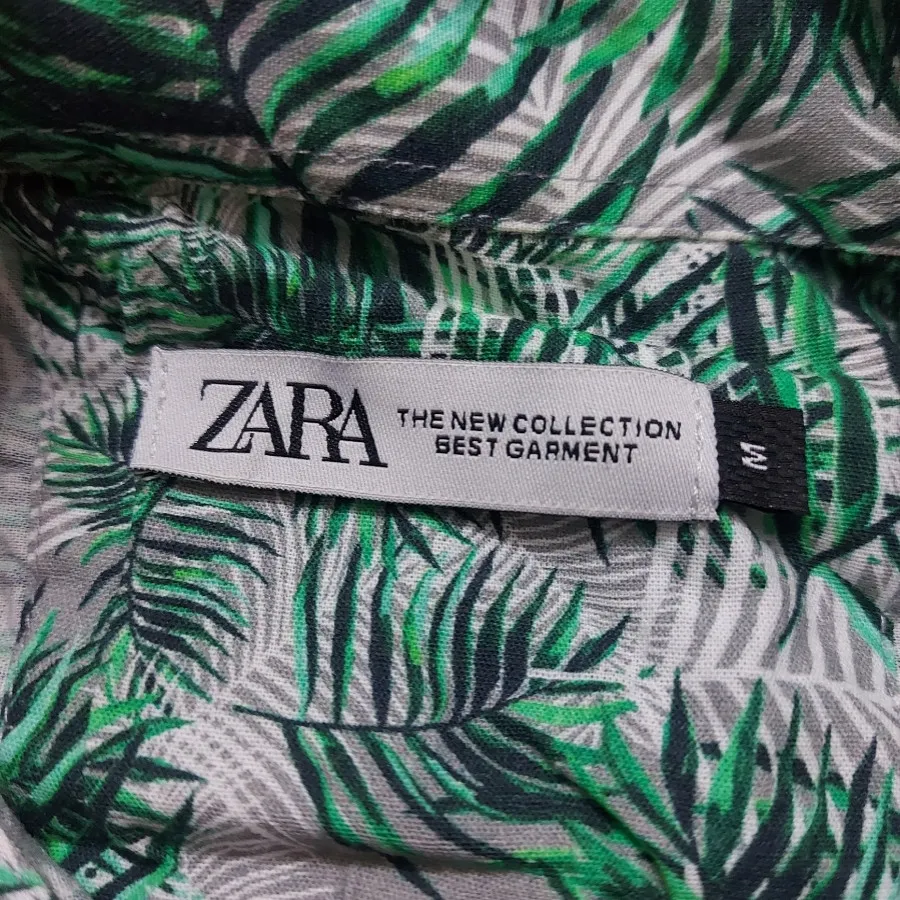 ZARA
THE NEW COLLECTION
BEST GARMENT
M